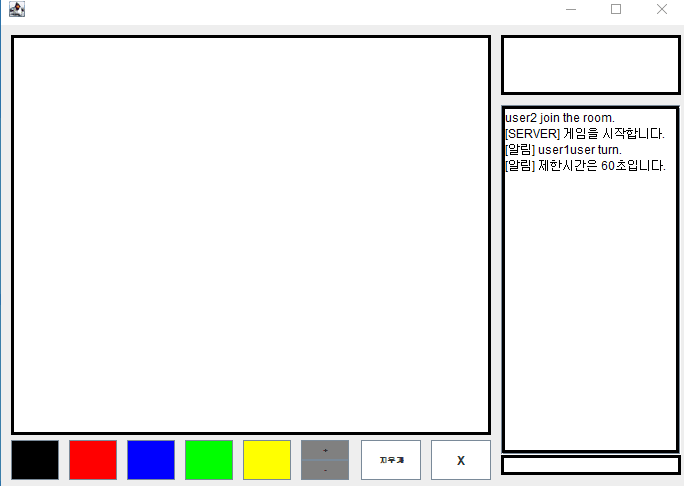 user2 join the room.
[SERVER] 게임을 시작합니다.
[알림] user1user turn.
[알림] 제한시간은 60초입니다.
+
-
지우개
X